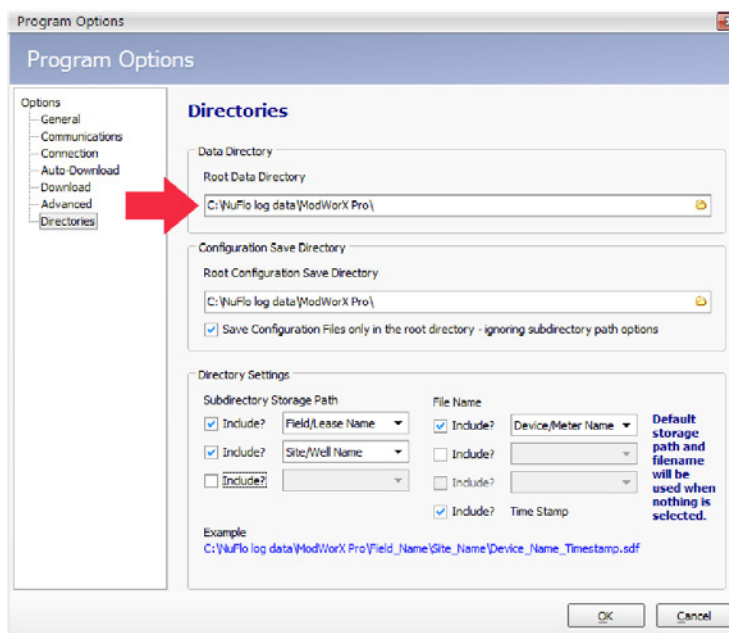 Program Options
Program Options
Options
General
Communications
Connection
Auto-Download
Download
Advanced
Directories
Directories
Data Directory
Root Data Directory
C:\NuFlo log data\ModWorX Pro\
Configuration Save Directory
Root Configuration Save Directory
C:\NuFlo log data\ModWorX Pro\
Save Configuration Files only in the root directory - ignoring subdirectory path options
Directory Settings
Subdirectory Storage Path
Include? Field/Lease Name
Include? Site/Well Name
Include?
File Name
Include? Device/Meter Name
Include?
Include?
Include? Time Stamp
Default
storage
path and
filename
will be
used when
nothing is
selected.
Example
C:\NuFlo log data\ModWorX Pro\Field_Name\Site_Name\Device_Name_Timestamp.sdf
OK Cancel